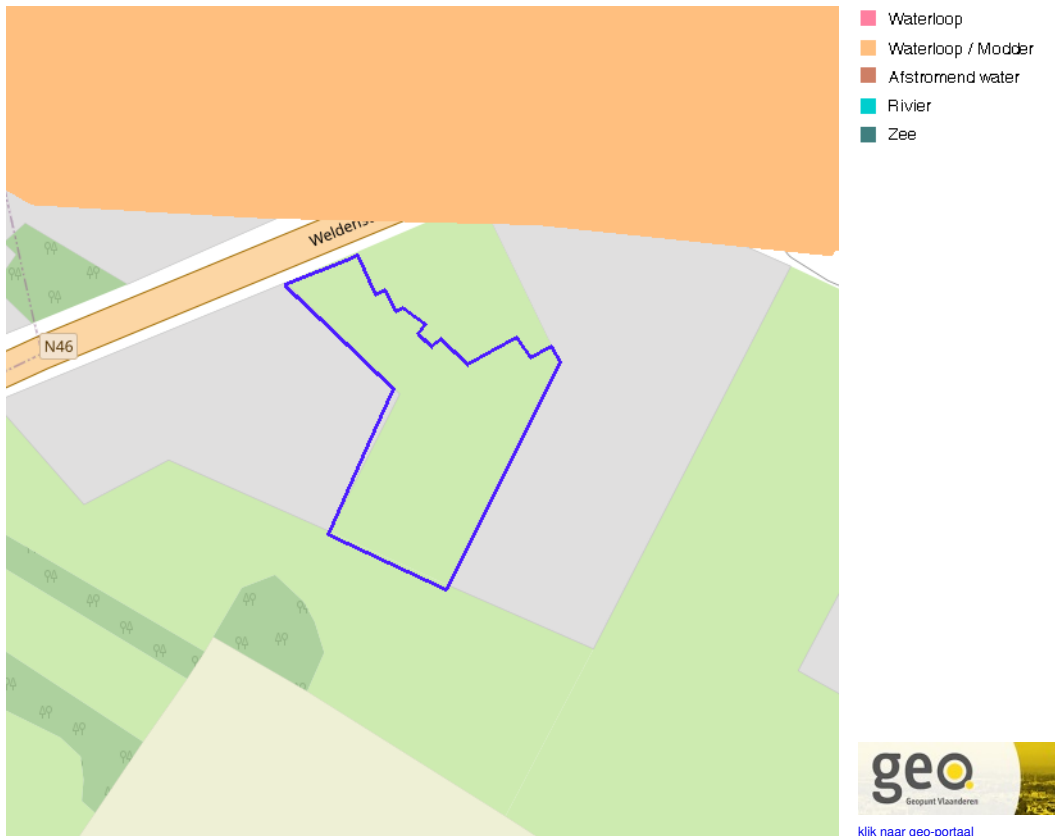 Waterloop
Waterloop / Modder
Afstromend water
Rivier
Zee
N46
geo.
Geopunt Vlaanderen
klik naar geo-portaal